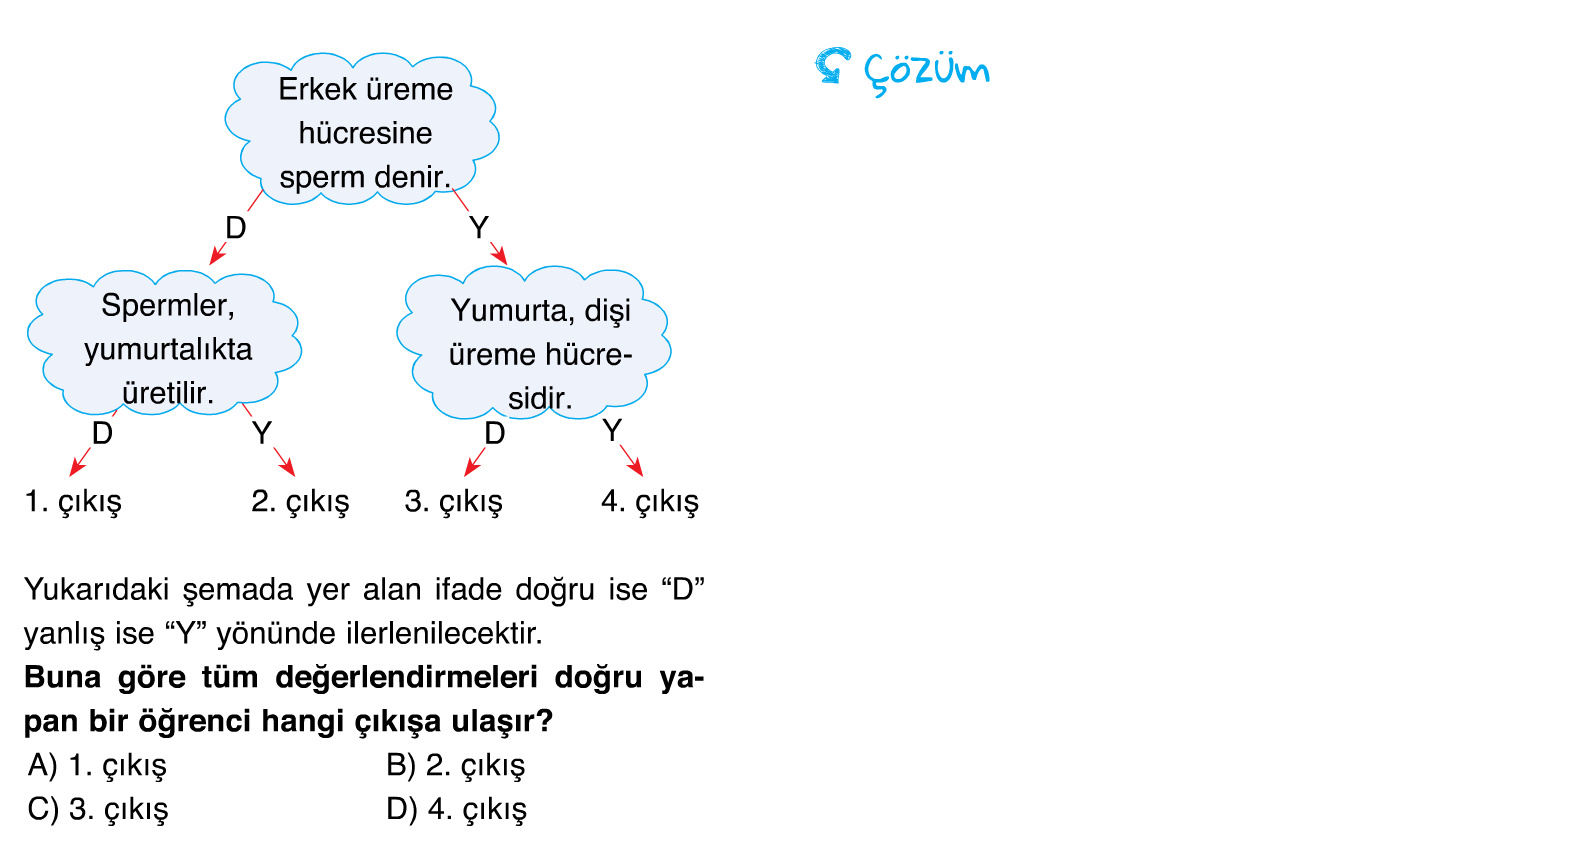 Erkek üreme
hücresine
sperm denir.
D
Y
Spermler,
yumurtalıkta
üretilir.
Yumurta, dişi
üreme hücre-
sidir.
D
Y
D
Y
1. çıkış
2. çıkış
3. çıkış
4. çıkış
Yukarıdaki şemada yer alan ifade doğru ise “D”
yanlış ise “Y” yönünde ilerlenilecektir.
Buna göre tüm değerlendirmeleri doğru ya-
pan bir öğrenci hangi çıkışa ulaşır?
A) 1. çıkış
B) 2. çıkış
C) 3. çıkış
D) 4. çıkış
Çözüm